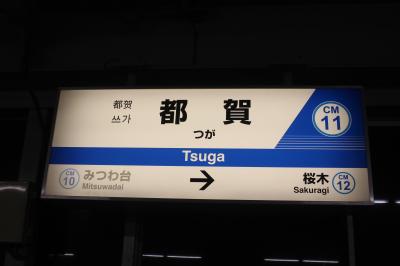 都贺
쓰가
都賀
つが
CM
11
Tsuga
CM
10
みつわ台
Mitsuwadai
→
桜木
Sakuragi
CM
12